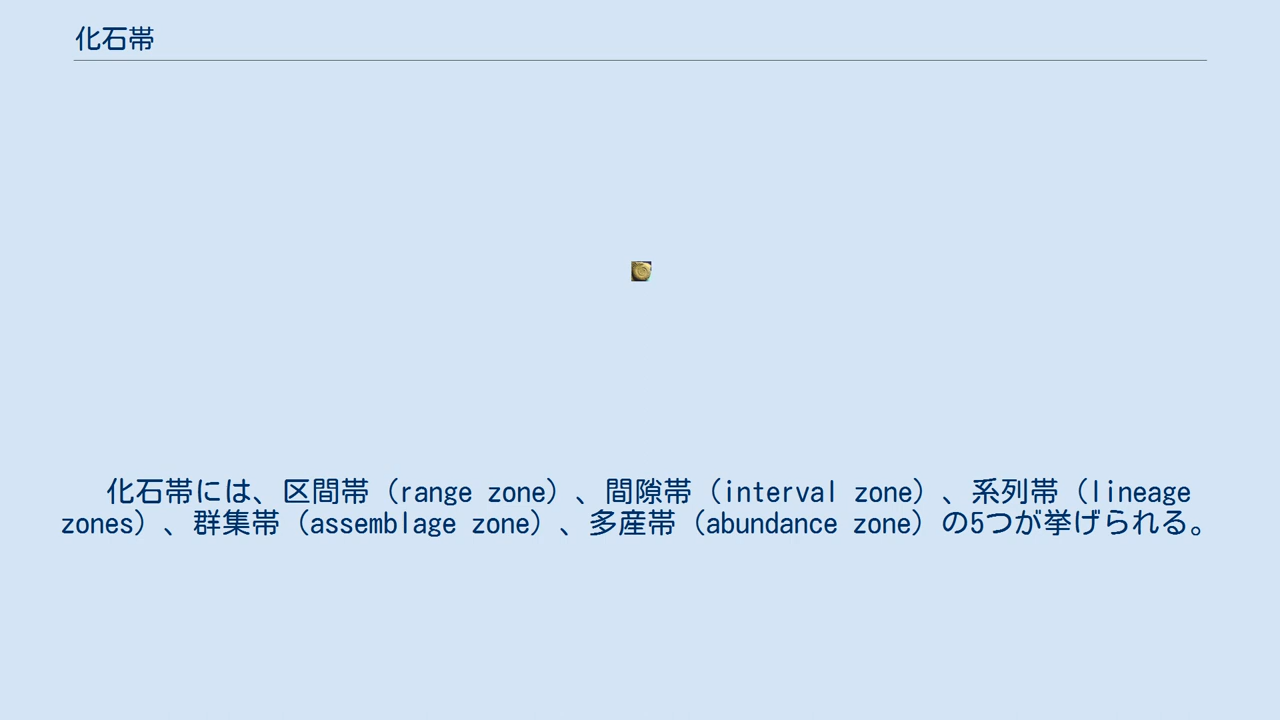 化石帯
化石帯には、区間帯（range zone）、間隙帯（interval zone）、系列帯（lineage
zones）、群集帯（assemblage zone）、多産帯（abundance zone）の5つが挙げられる。